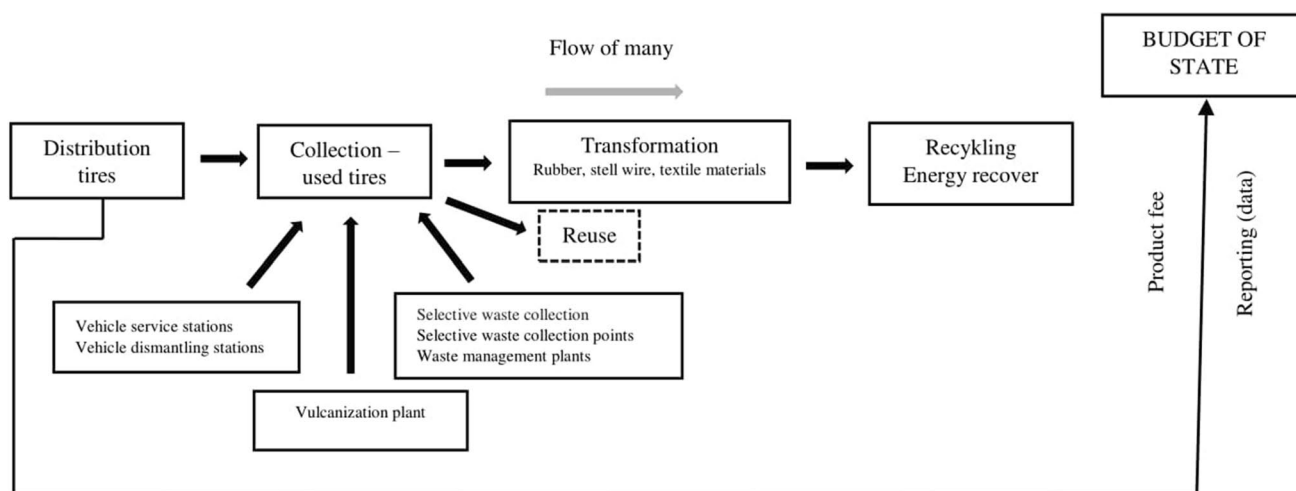 Flow of many
BUDGET OF
STATE
Distribution
tires
Collection –
used tires
Transformation
Rubber, stell wire, textile materials
Recykling
Energy recover
Reuse
Product fee
Reporting (data)
Vehicle service stations
Vehicle dismantling stations
Selective waste collection
Selective waste collection points
Waste management plants
Vulcanization plant